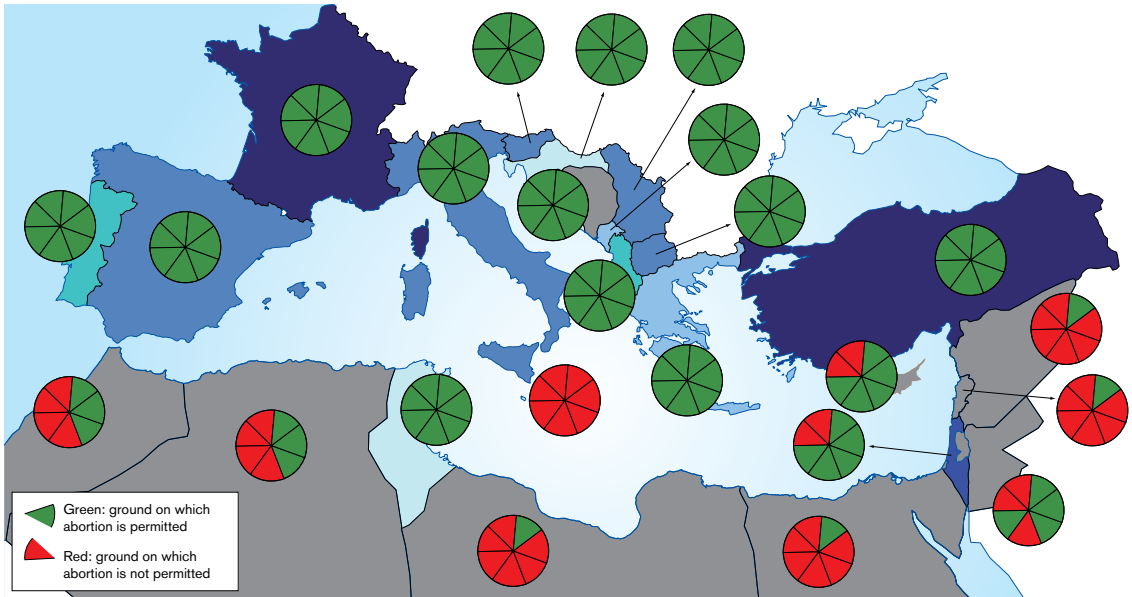 Green: ground on which
abortion is permitted
Red: ground on which
abortion is not permitted